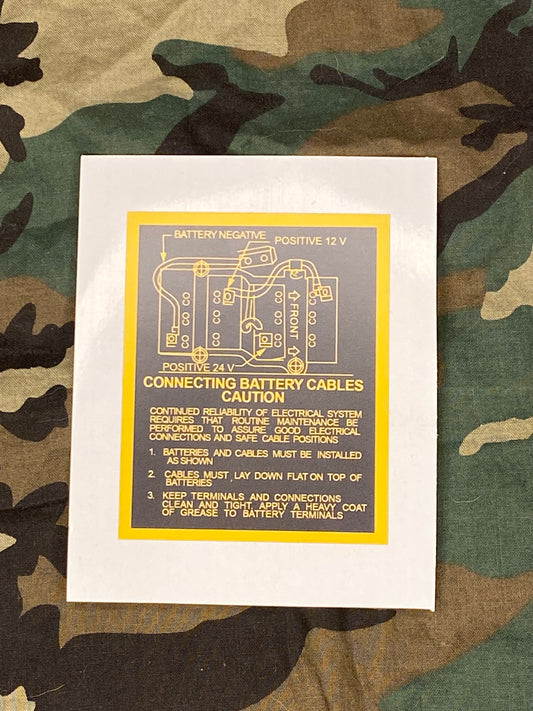 BATTERY NEGATIVE
POSITIVE 12 V
FRONT
FRONT
POSITIVE 24 V
CONNECTING BATTERY CABLES
CAUTION
CONTINUED RELIABILITY OF ELECTRICAL SYSTEM
REQUIRES THAT ROUTINE MAINTENANCE BE
PERFORMED TO ASSURE GOOD ELECTRICAL
CONNECTIONS AND SAFE CABLE POSITIONS
1. BATTERIES AND CABLES MUST BE INSTALLED
AS SHOWN
2. CABLES MUST LAY DOWN FLAT ON TOP OF
BATTERIES
3. KEEP TERMINALS AND CONNECTIONS
CLEAN AND TIGHT, APPLY A HEAVY COAT
OF GREASE TO BATTERY TERMINALS